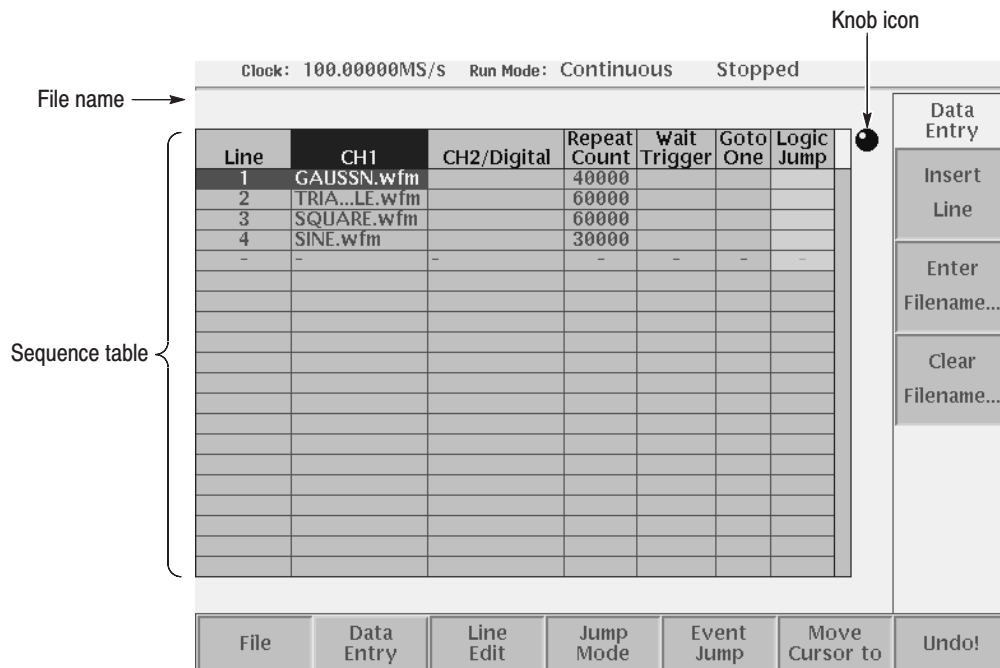 Knob icon
Clock: 100.00000MS/s Run Mode: Continuous Stopped
File name
Data
Entry
Line CH1 CH2/Digital Repeat Count Wait Trigger Goto One Logic Jump
1 GAUSSN.wfm 40000
2 TRIA...LE.wfm 60000
3 SQUARE.wfm 60000
4 SINE.wfm 30000
- - - - - - -
Insert
Line
Enter
Filename...
Sequence table
Clear
Filename...
File
Data
Entry
Line
Edit
Jump
Mode
Event
Jump
Move
Cursor to
Undo!